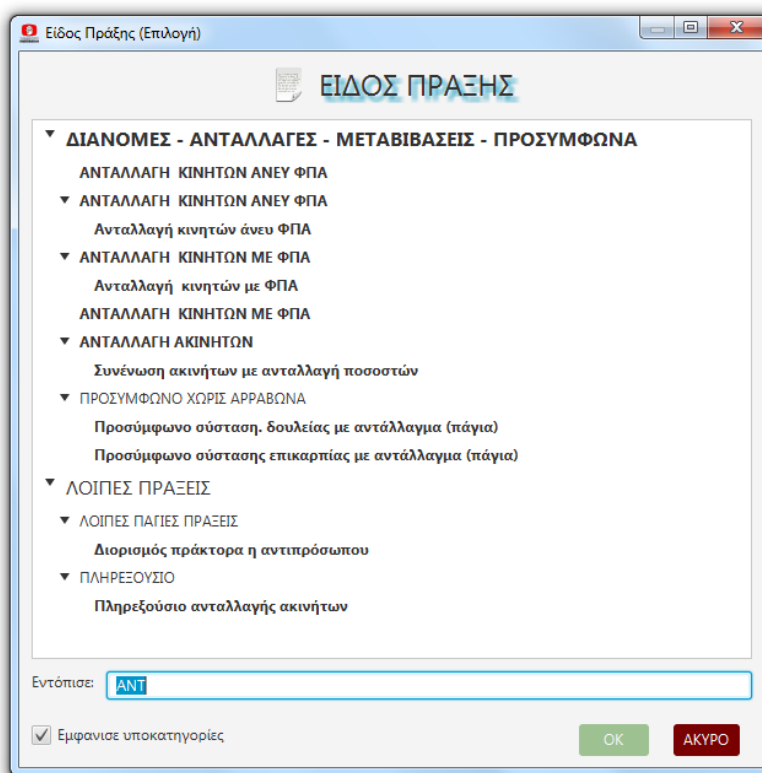 Είδος Πράξης (Επιλογή)
ΕΙΔΟΣ ΠΡΑΞΗΣ
ΔΙΑΝΟΜΕΣ - ΑΝΤΑΛΛΑΓΕΣ - ΜΕΤΑΒΙΒΑΣΕΙΣ - ΠΡΟΣΥΜΦΩΝΑ
ΑΝΤΑΛΛΑΓΗ  ΚΙΝΗΤΩΝ ΑΝΕΥ ΦΠΑ
ΑΝΤΑΛΛΑΓΗ  ΚΙΝΗΤΩΝ ΑΝΕΥ ΦΠΑ
Ανταλλαγή κινητών άνευ ΦΠΑ
ΑΝΤΑΛΛΑΓΗ  ΚΙΝΗΤΩΝ ΜΕ ΦΠΑ
Ανταλλαγή  κινητών με ΦΠΑ
ΑΝΤΑΛΛΑΓΗ  ΚΙΝΗΤΩΝ ΜΕ ΦΠΑ
ΑΝΤΑΛΛΑΓΗ ΑΚΙΝΗΤΩΝ
Συνένωση ακινήτων με ανταλλαγή ποσοστών
ΠΡΟΣΥΜΦΩΝΟ ΧΩΡΙΣ ΑΡΡΑΒΩΝΑ
Προσύμφωνο σύσταση. δουλείας με αντάλλαγμα (πάγια)
Προσύμφωνο σύστασης επικαρπίας με αντάλλαγμα (πάγια)
ΛΟΙΠΕΣ ΠΡΑΞΕΙΣ
ΛΟΙΠΕΣ ΠΑΓΙΕΣ ΠΡΑΞΕΙΣ
Διορισμός πράκτορα η αντιπρόσωπου
ΠΛΗΡΕΞΟΥΣΙΟ
Πληρεξούσιο ανταλλαγής ακινήτων
Εντόπισε: ΑΝΤ
Εμφανισε υποκατηγορίες
OK ΑΚΥΡΟ